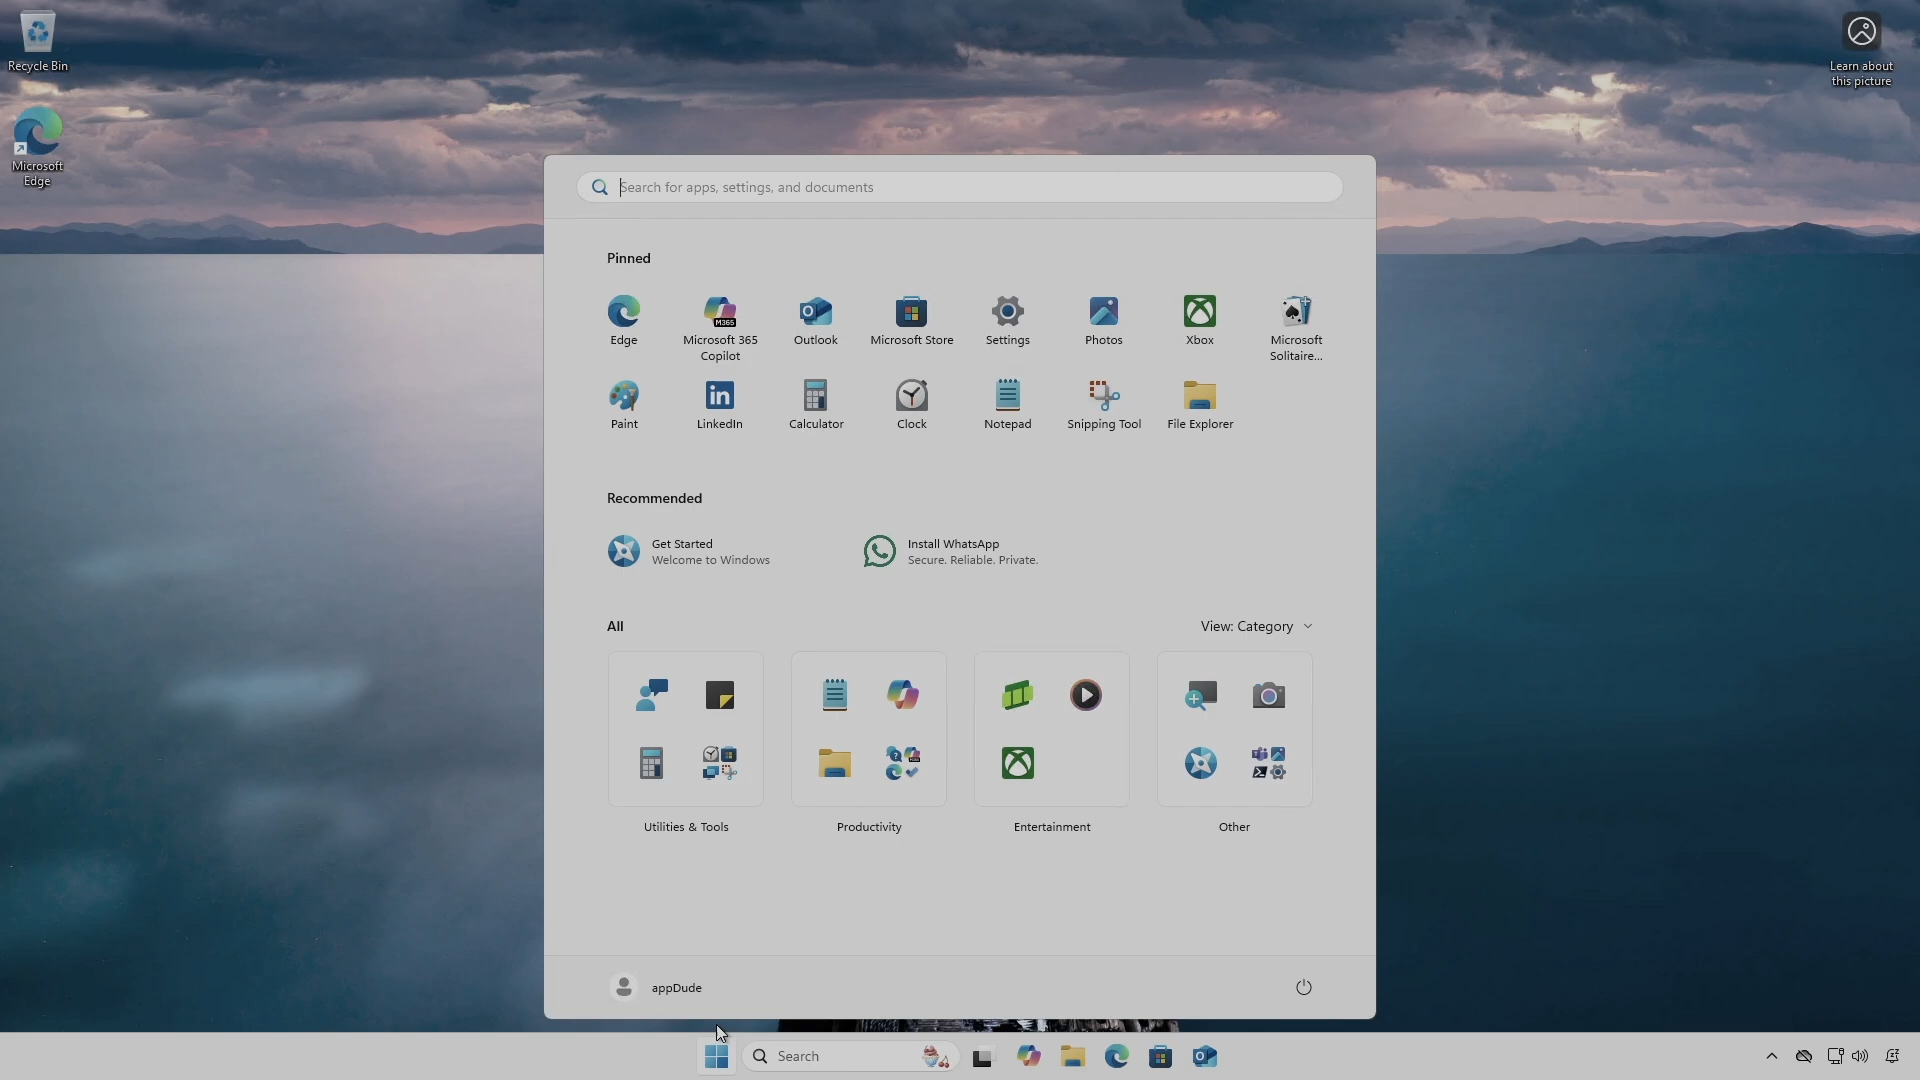 Recycle Bin
Learn about
this picture
Microsoft
Edge
Search for apps, settings, and documents
Pinned
Edge
Microsoft 365
Copilot
Outlook
Microsoft Store
Settings
Photos
Xbox
Microsoft
Solitaire...
M365
Paint
LinkedIn
Calculator
Clock
Notepad
Snipping Tool
File Explorer
in
Recommended
Get Started
Welcome to Windows
Install WhatsApp
Secure. Reliable. Private.
All
View: Category
Utilities & Tools
Productivity
Entertainment
Other
appDude
Search